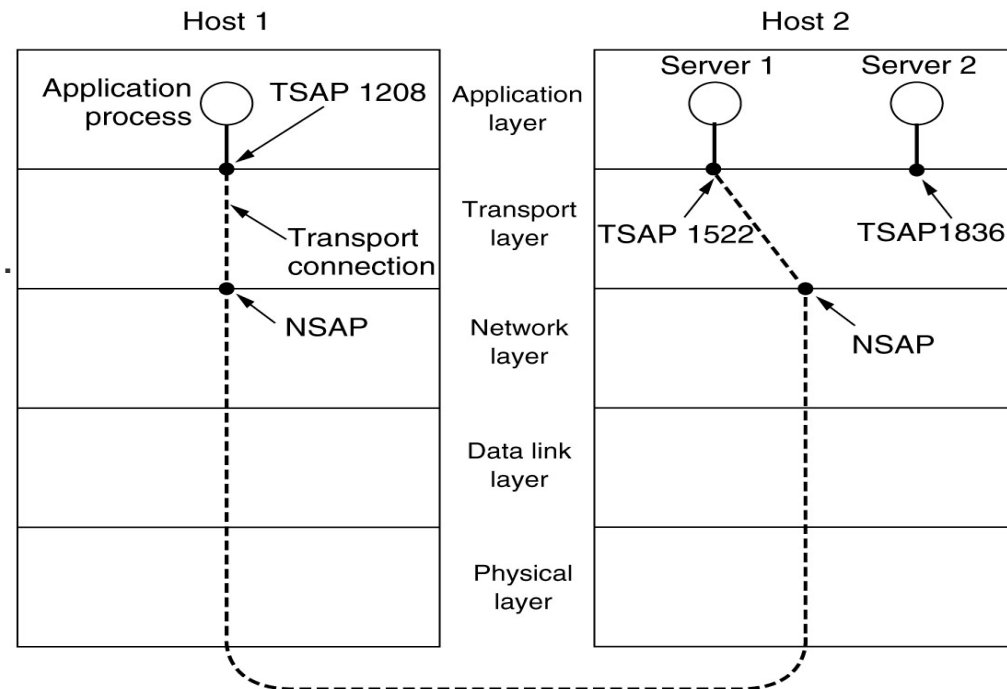 Host 1
Host 2
Application
process
TSAP 1208
Application
layer
Server 1
Server 2
Transport
layer
TSAP 1522
TSAP1836
Transport
connection
NSAP
Network
layer
NSAP
Data link
layer
Physical
layer